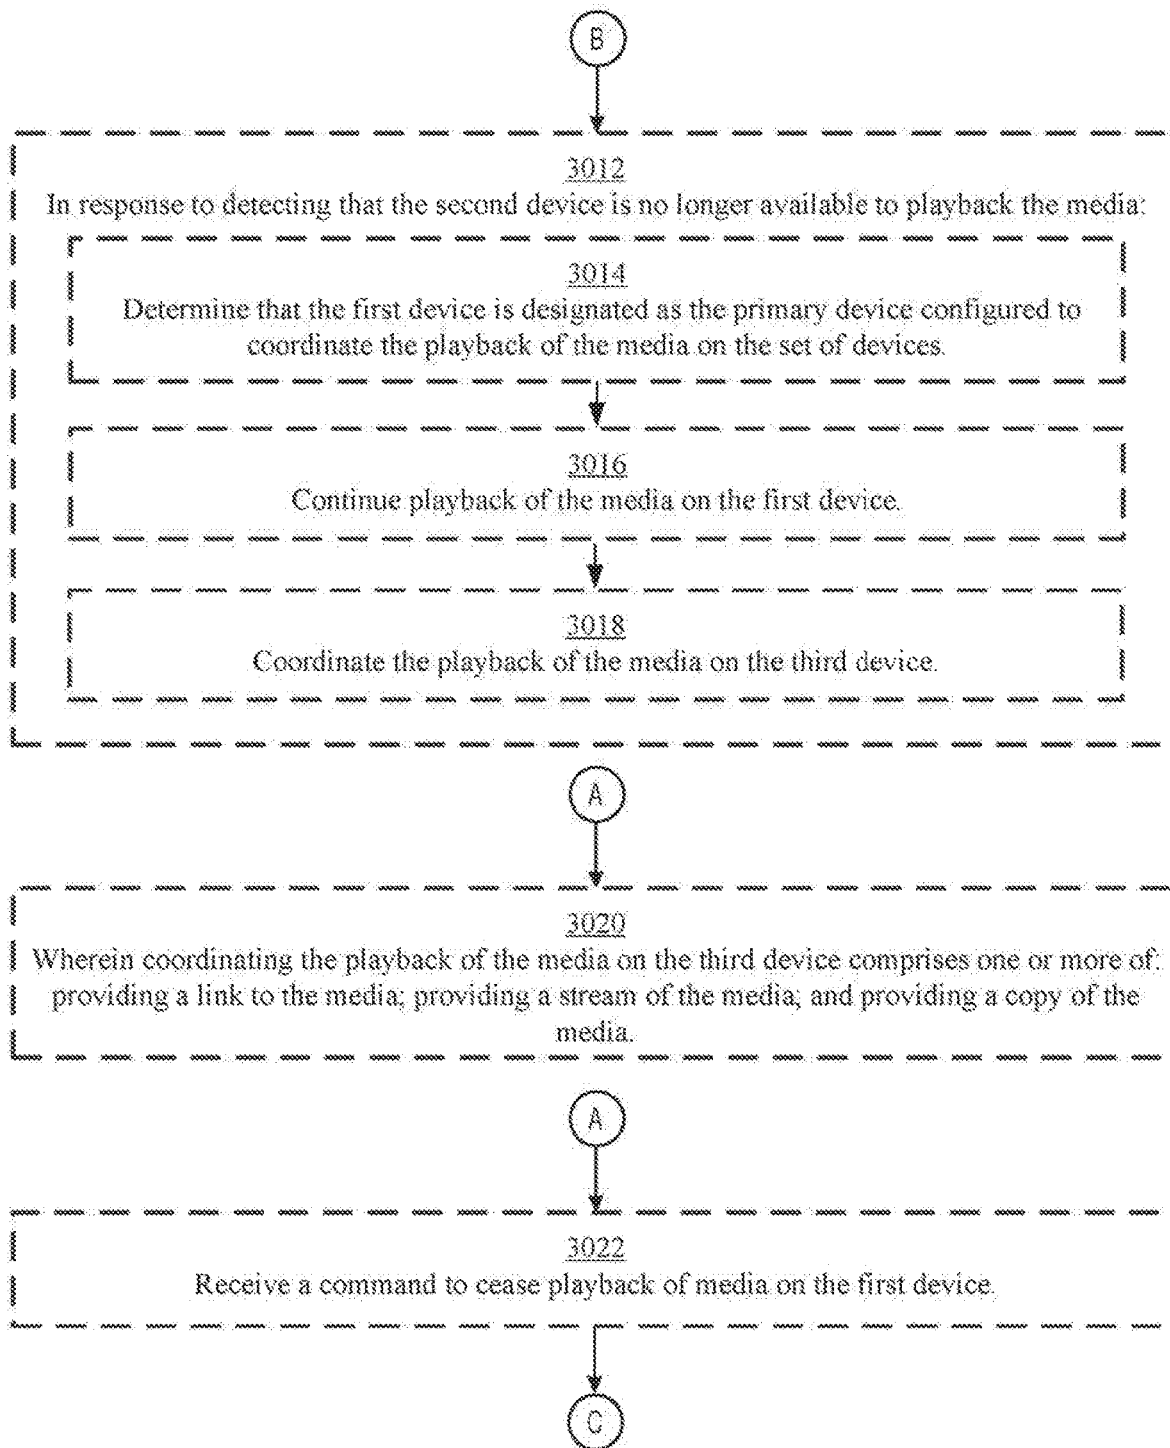 B
3012
In response to detecting that the second device is no longer available to playback the media:
3014
Determine that the first device is designated as the primary device configured to
coordinate the playback of the media on the set of devices.
3016
Continue playback of the media on the first device.
3018
Coordinate the playback of the media on the third device.
A
3020
Wherein coordinating the playback of the media on the third device comprises one or more of:
providing a link to the media; providing a stream of the media; and providing a copy of the
media.
A
3022
Receive a command to cease playback of media on the first device.
C